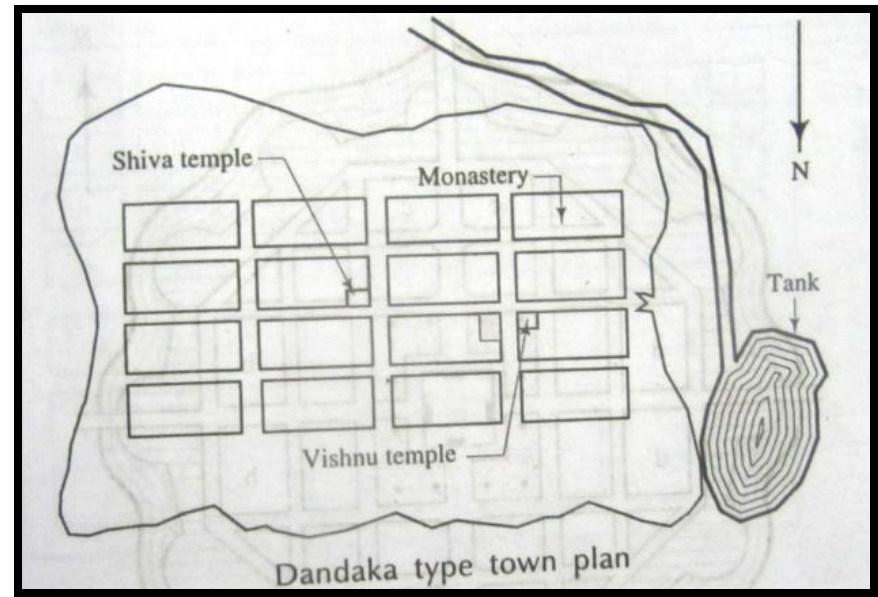 Shiva temple
Monastery
N
Tank
Vishnu temple
Dandaka type town plan